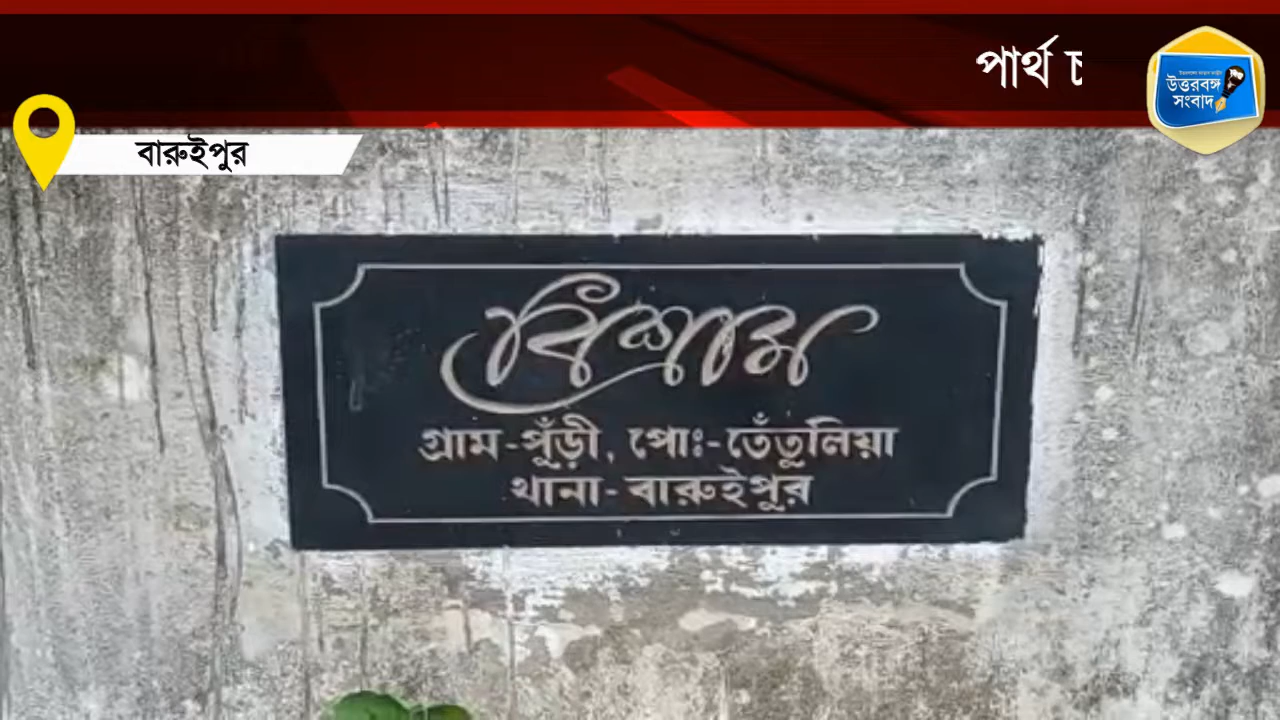 পার্থ চ
উত্তরবঙ্গ
সংবাদ
বারুইপুর
বিশ্রাম
গ্রাম-পুঁড়ী, পোঃ-তেঁতুলিয়া
থানা-বারুইপুর